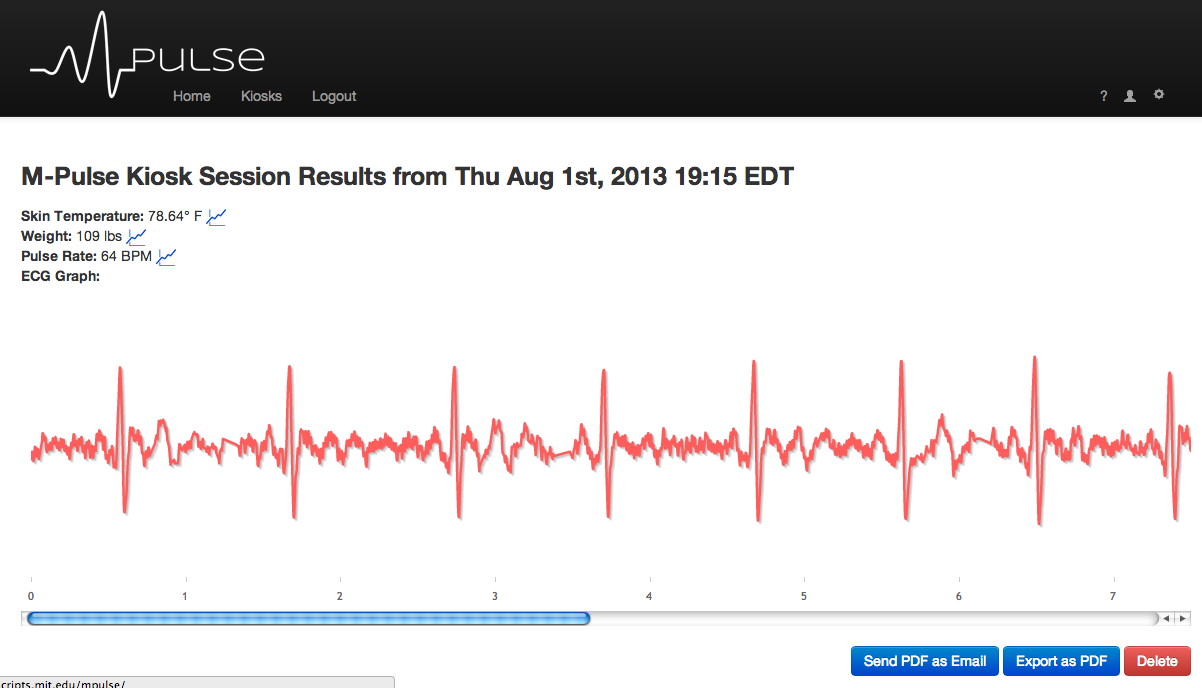 PULSE
Home Kiosks Logout ?
M-Pulse Kiosk Session Results from Thu Aug 1st, 2013 19:15 EDT
Skin Temperature: 78.64° F
Weight: 109 lbs
Pulse Rate: 64 BPM
ECG Graph:
0 1 2 3 4 5 6 7
Send PDF as Email Export as PDF Delete
cripts.mit.edu/mpulse/